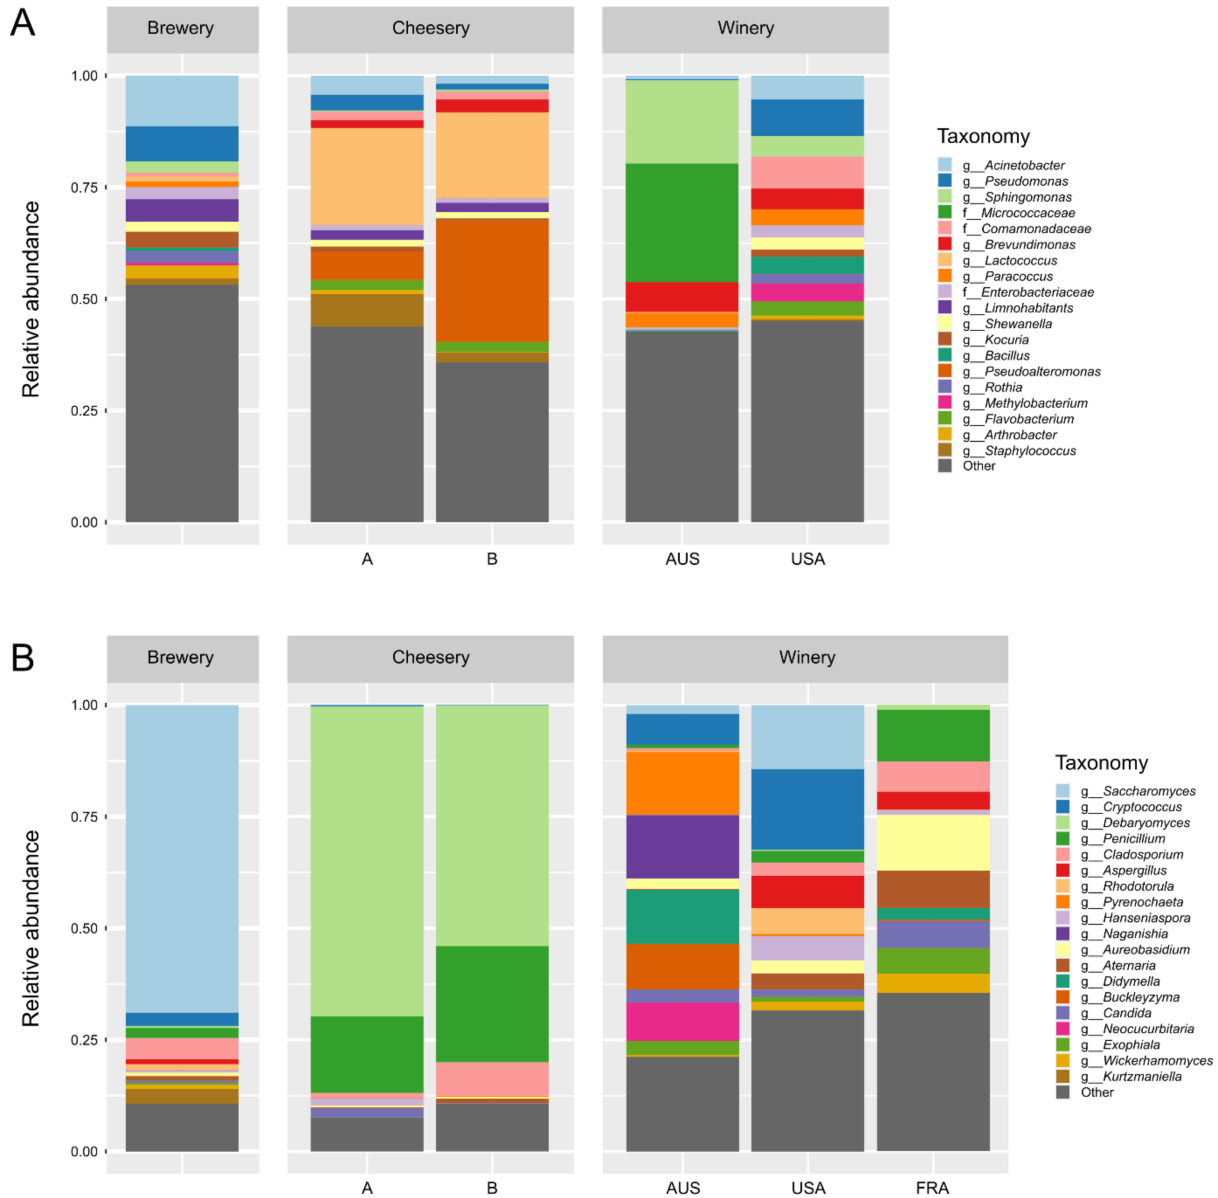 A
Brewery
Cheesery
Winery
Relative abundance
1.00
0.75
0.50
0.25
0.00
A
B
AUS
USA
Taxonomy
g__Acinetobacter
g__Pseudomonas
g__Sphingomonas
f__Micrococcaceae
f__Comamonadaceae
g__Brevundimonas
g__Lactococcus
g__Paracoccus
f__Enterobacteriaceae
g__Limnohabitants
g__Shewanella
g__Kocuria
g__Bacillus
g__Pseudoalteromonas
g__Rothia
g__Methylobacterium
g__Flavobacterium
g__Arthrobacter
g__Staphylococcus
Other
B
Brewery
Cheesery
Winery
Relative abundance
1.00
0.75
0.50
0.25
0.00
A
B
AUS
USA
FRA
Taxonomy
g__Saccharomyces
g__Cryptococcus
g__Debaryomyces
g__Penicillium
g__Cladosporium
g__Aspergillus
g__Rhodotorula
g__Pyrenochaeta
g__Hanseniaspora
g__Naganishia
g__Aureobasidium
g__Aternaria
g__Didymella
g__Buckleyzyma
g__Candida
g__Neocucurbitaria
g__Exophiala
g__Wickerhamomyces
g__Kurtzmaniella
Other